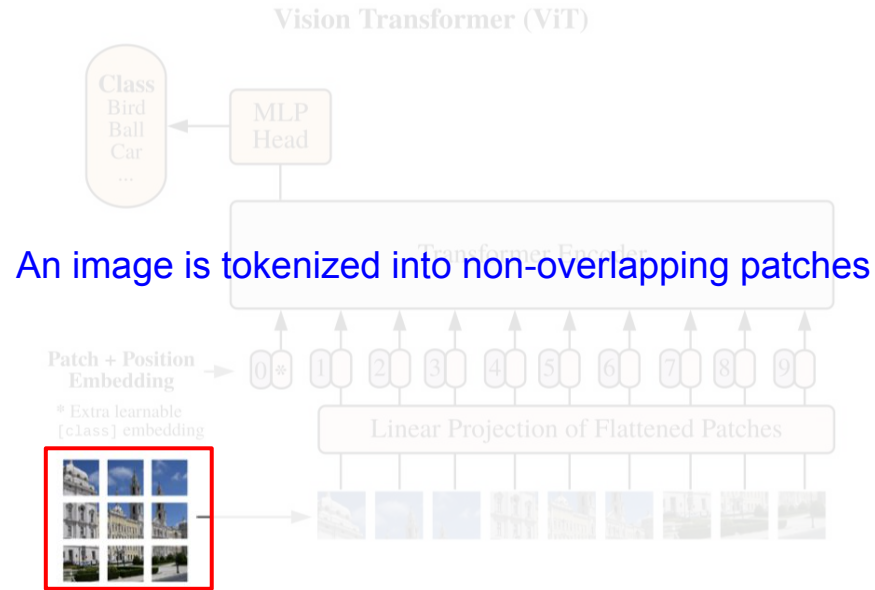 Vision Transformer (ViT)
Class
Bird
Ball
Car
...
MLP
Head
Transformer Encoder
An image is tokenized into non-overlapping patches
Patch + Position
Embedding
0 * 1 2 3 4 5 6 7 8 9
* Extra learnable
[class] embedding
Linear Projection of Flattened Patches